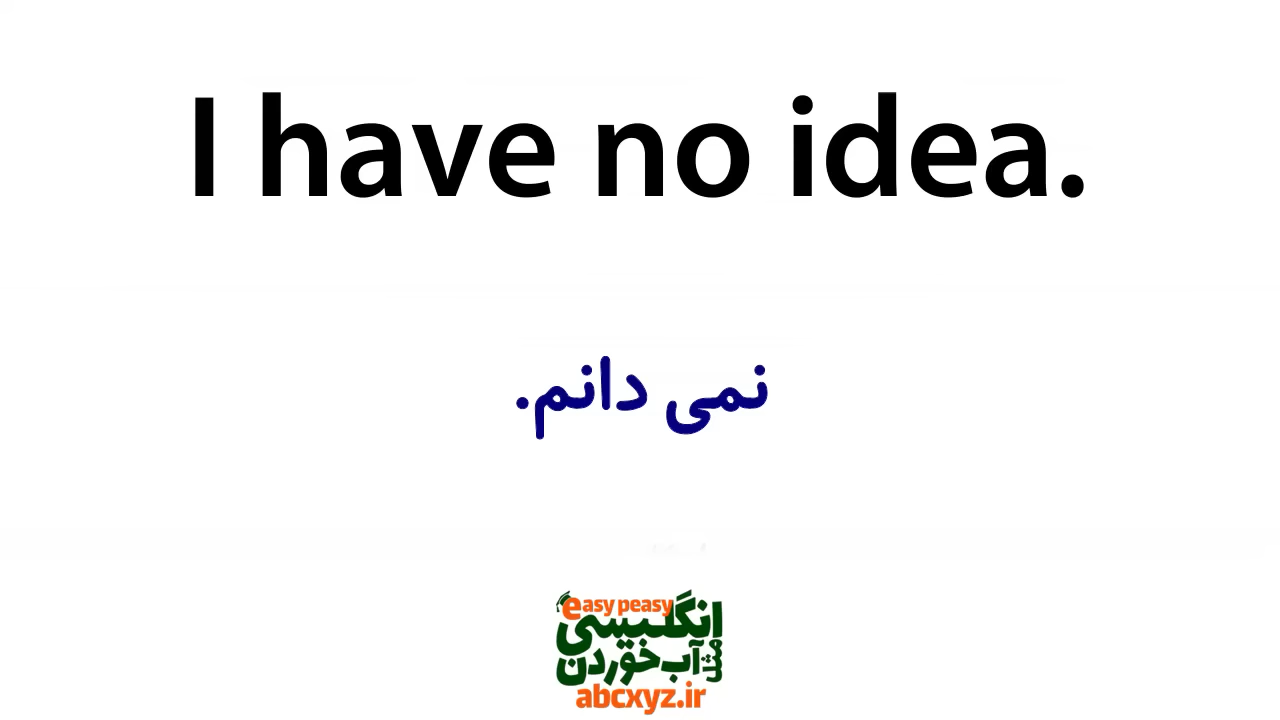 I have no idea.
نمی دانم.
easy peasy
انگلیسی
مثل آب خوردن
abcxyz.ir